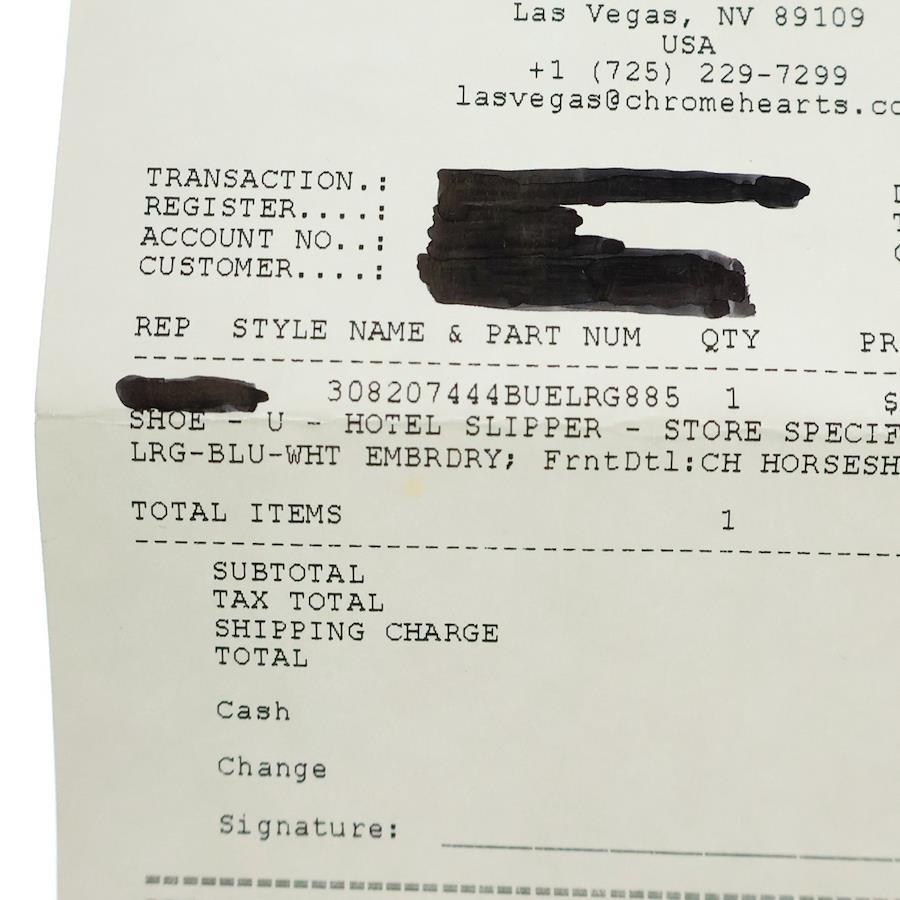 Las Vegas, NV 89109
USA
+1 (725) 229-7299
lasvegas@chromehearts.co
TRANSACTION.:
REGISTER....:
ACCOUNT NO..:
CUSTOMER....:
REP STYLE NAME & PART NUM QTY PR
308207444BUELRG885 1 $
SHOE - U - HOTEL SLIPPER - STORE SPECIF
LRG-BLU-WHT EMBRDRY; FrntDtl:CH HORSESH
TOTAL ITEMS 1
SUBTOTAL
TAX TOTAL
SHIPPING CHARGE
TOTAL
Cash
Change
Signature: